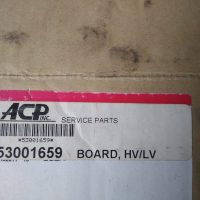 ACP INC.
SERVICE PARTS
*53001659*
53001659 BOARD, HV/LV